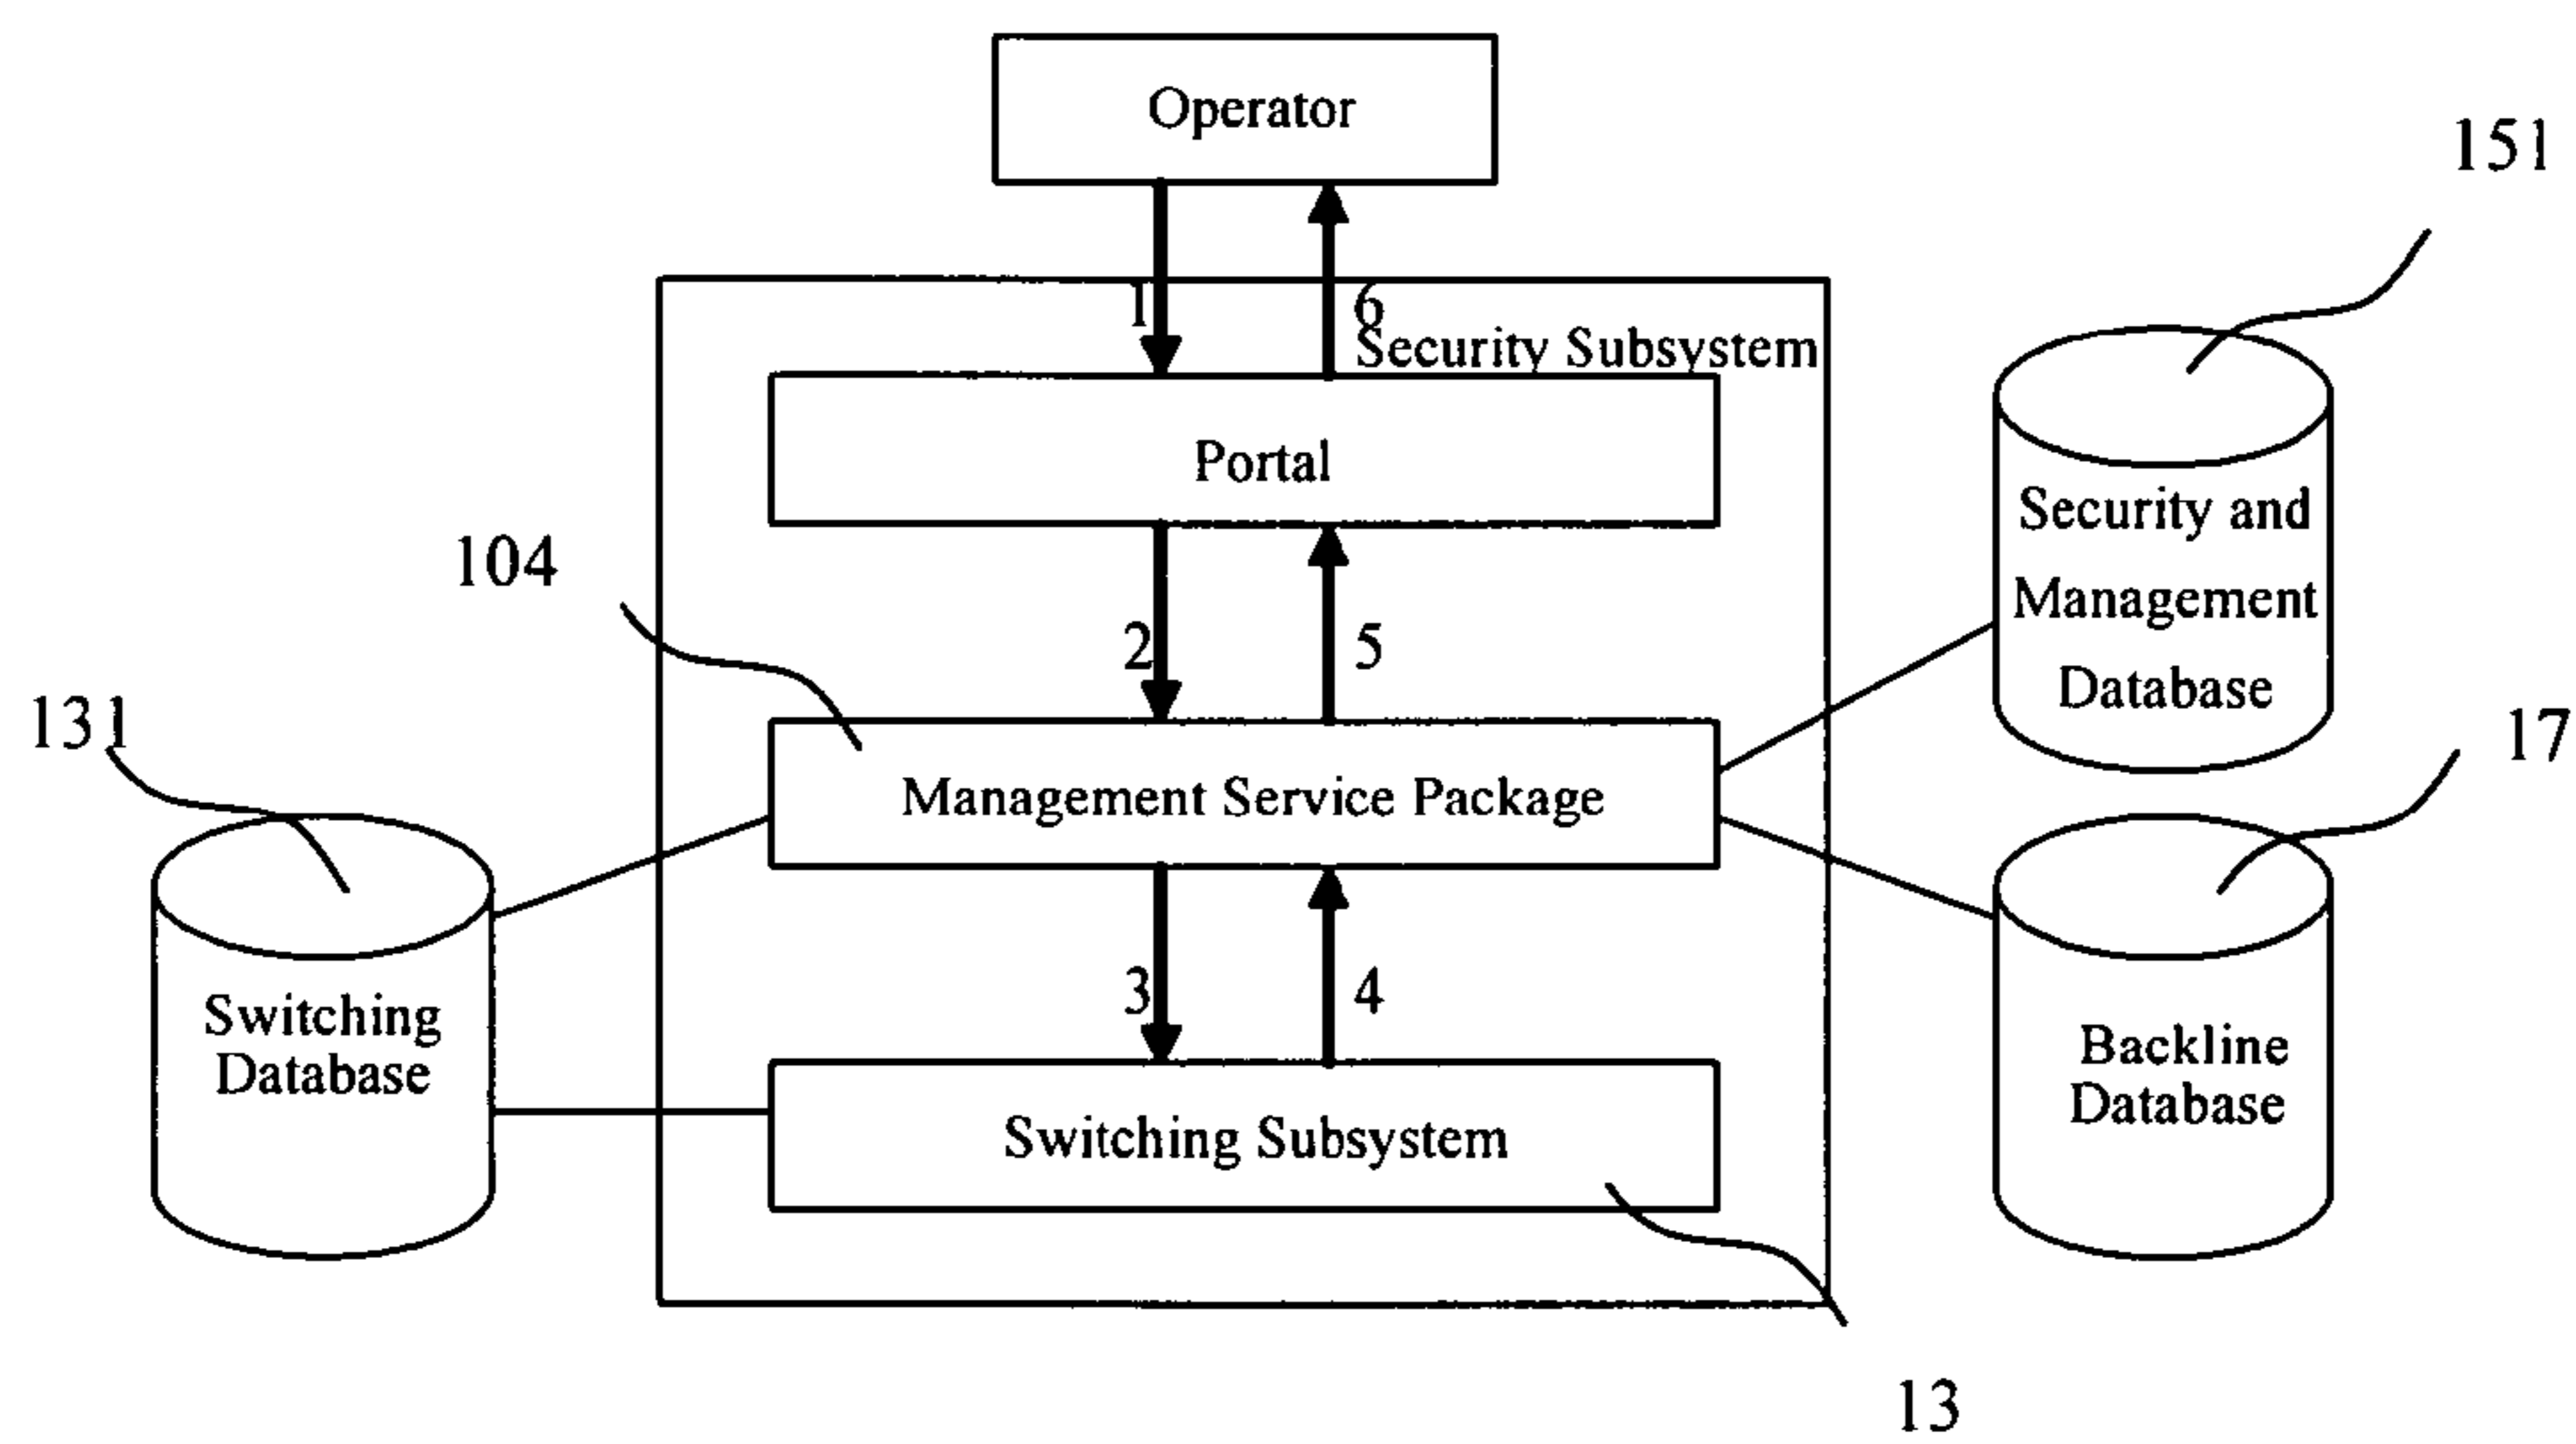 Operator
151
1
6
Security Subsystem
Portal
Security and
Management
Database
104
2
5
131
17
Management Service Package
Switching
Database
3
4
Backline
Database
Switching Subsystem
13